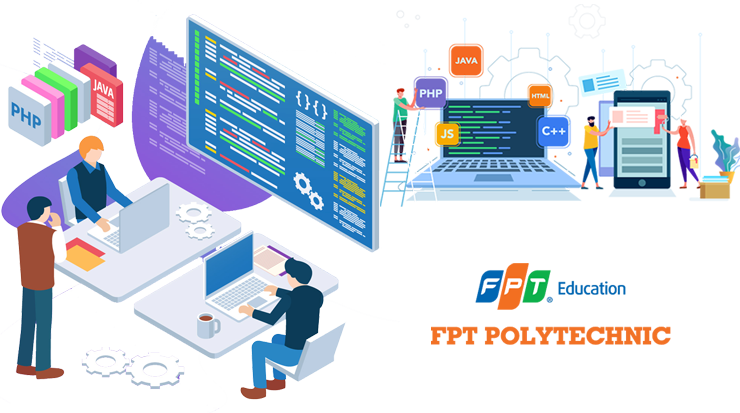 PHP
JAVA
{} {}
JAVA
PHP
HTML
JS
C++
FPT Education
FPT POLYTECHNIC